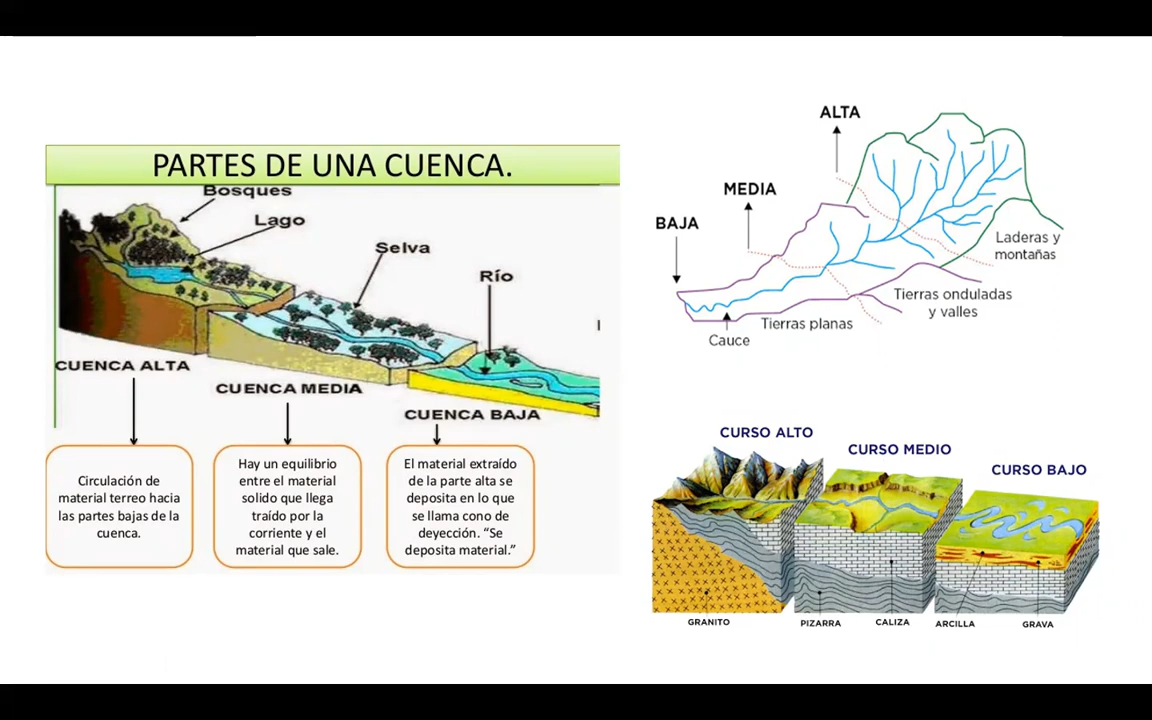 PARTES DE UNA CUENCA.
Bosques
Lago
Selva
Río
CUENCA ALTA
CUENCA MEDIA
CUENCA BAJA
Circulación de
material terreo hacia
las partes bajas de la
cuenca.
Hay un equilibrio
entre el material
solido que llega
traído por la
corriente y el
material que sale.
El material extraído
de la parte alta se
deposita en lo que
se llama cono de
deyección. “Se
deposita material.”
ALTA
MEDIA
BAJA
Laderas y
montañas
Tierras onduladas
y valles
Tierras planas
Cauce
CURSO ALTO
CURSO MEDIO
CURSO BAJO
GRANITO
PIZARRA
CALIZA
ARCILLA
GRAVA